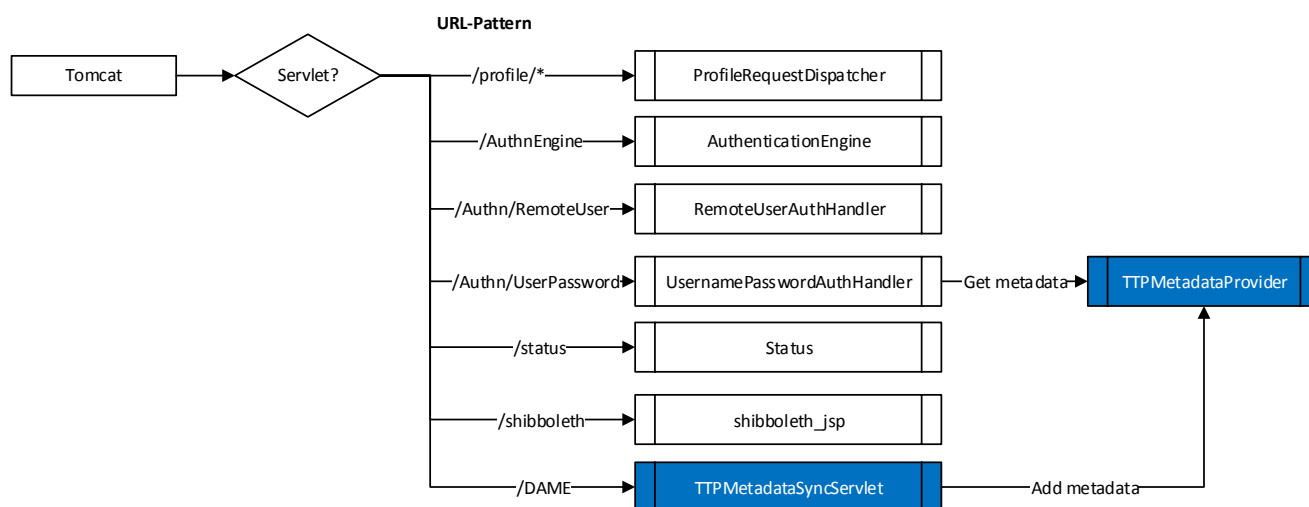 URL-Pattern
Tomcat
Servlet?
/profile/*
ProfileRequestDispatcher
/AuthnEngine
AuthenticationEngine
/Authn/RemoteUser
RemoteUserAuthHandler
/Authn/UserPassword
UsernamePasswordAuthHandler
Get metadata
TTPMetadataProvider
/status
Status
/shibboleth
shibboleth_jsp
/DAME
TTPMetadataSyncServlet
Add metadata